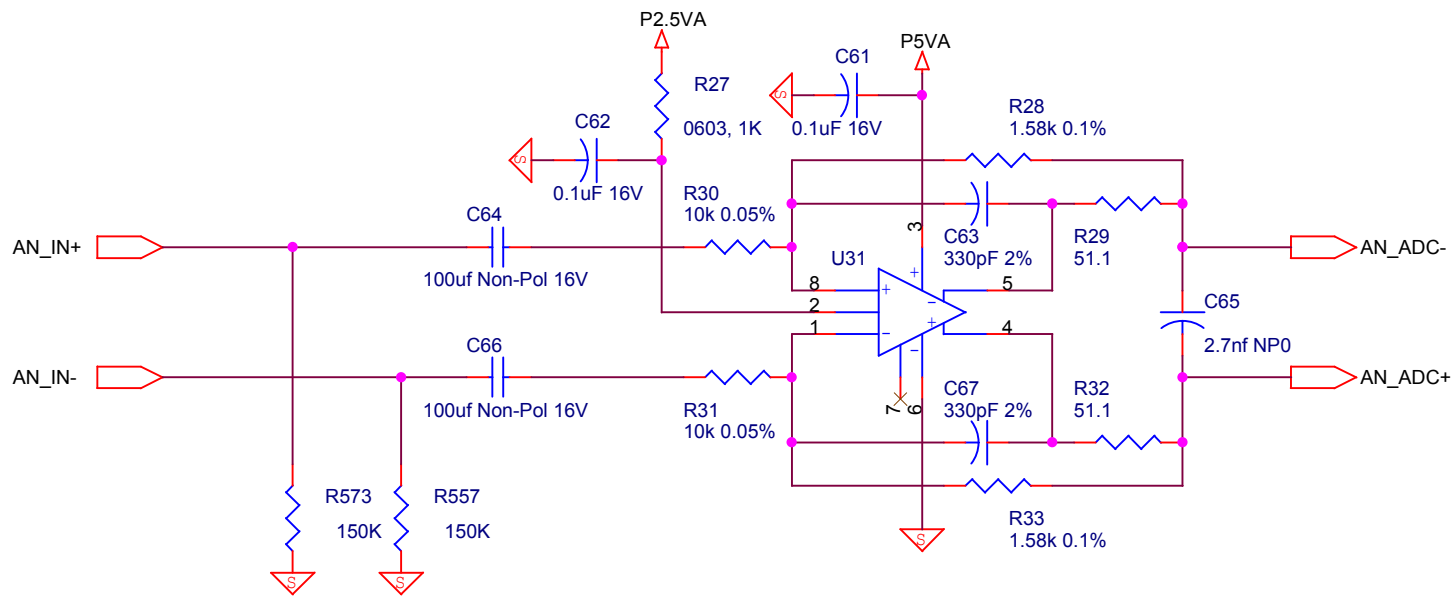 P2.5VA
P5VA
C61
R27
R28
1.58k 0.1%
0603, 1K
0.1uF 16V
C62
S
S
0.1uF 16V
R30
10k 0.05%
C64
3
C63
330pF 2%
R29
51.1
AN_IN+
AN_ADC-
100uf Non-Pol 16V
U31
8
5
2
C65
1
4
2.7nf NP0
C66
AN_IN-
AN_ADC+
100uf Non-Pol 16V
R31
10k 0.05%
7
6
C67
330pF 2%
R32
51.1
R573
150K
R557
150K
R33
1.58k 0.1%
S
S
S